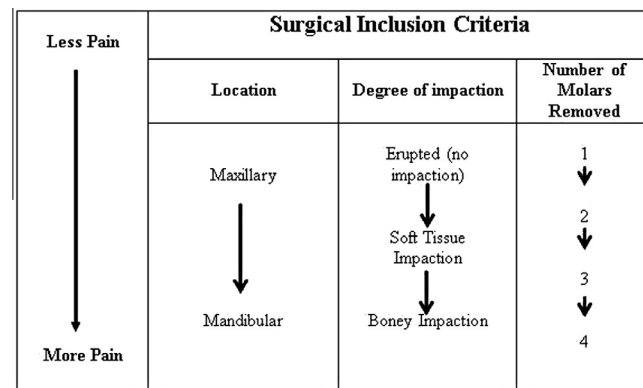 Less Pain
More Pain
Surgical Inclusion Criteria
Location
Degree of impaction
Number of
Molars
Removed
Maxillary
Mandibular
Erupted (no
impaction)
Soft Tissue
Impaction
Boney Impaction
1
2
3
4